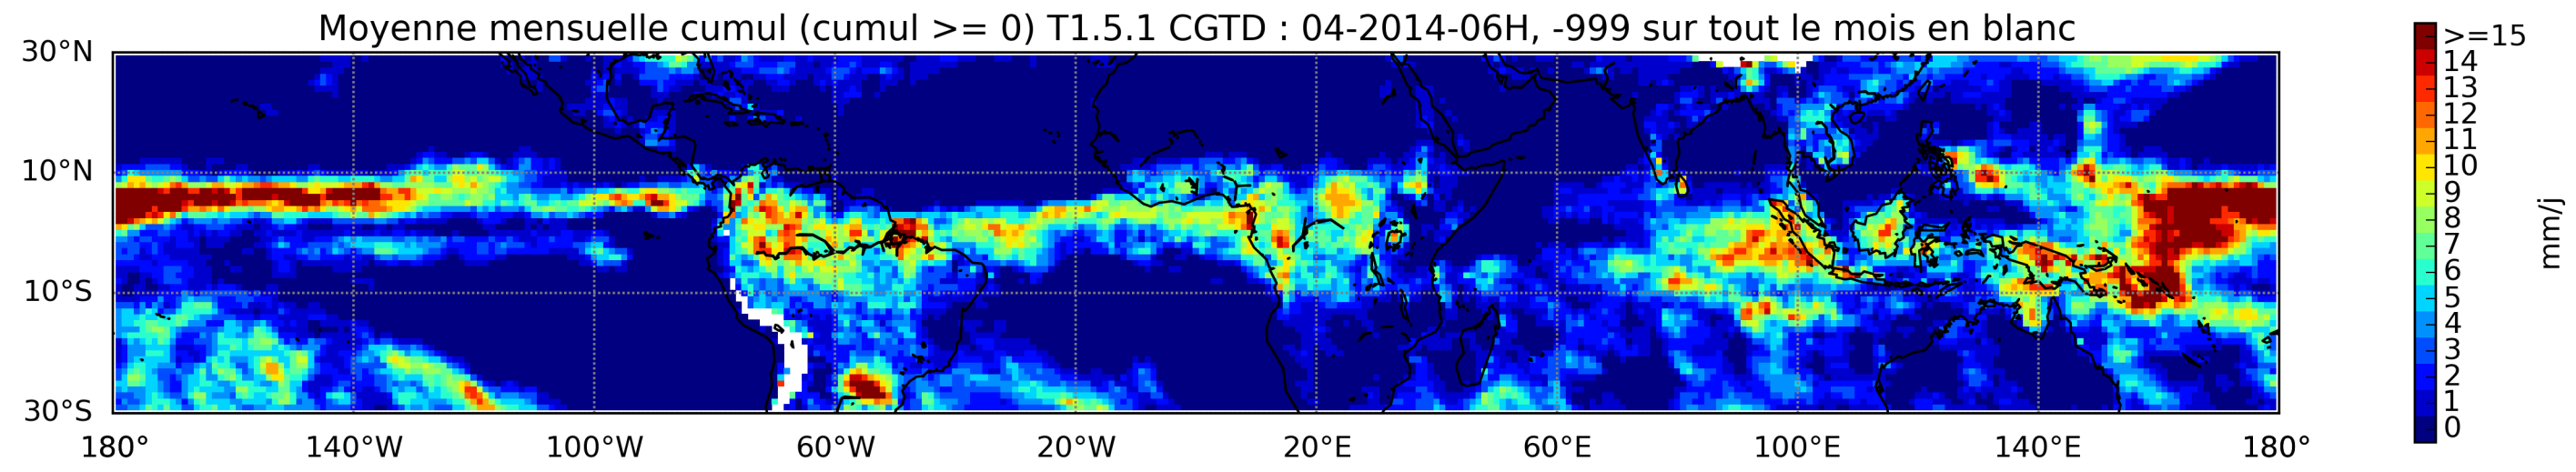 Moyenne mensuelle cumul (cumul >= 0) T1.5.1 CGTD : 04-2014-06H, -999 sur tout le mois en blanc
30°N
10°N
10°S
30°S
180° 140°W 100°W 60°W 20°W 20°E 60°E 100°E 140°E 180°
>=15
14
13
12
11
10
9
8
7
6
5
4
3
2
1
0
mm/j